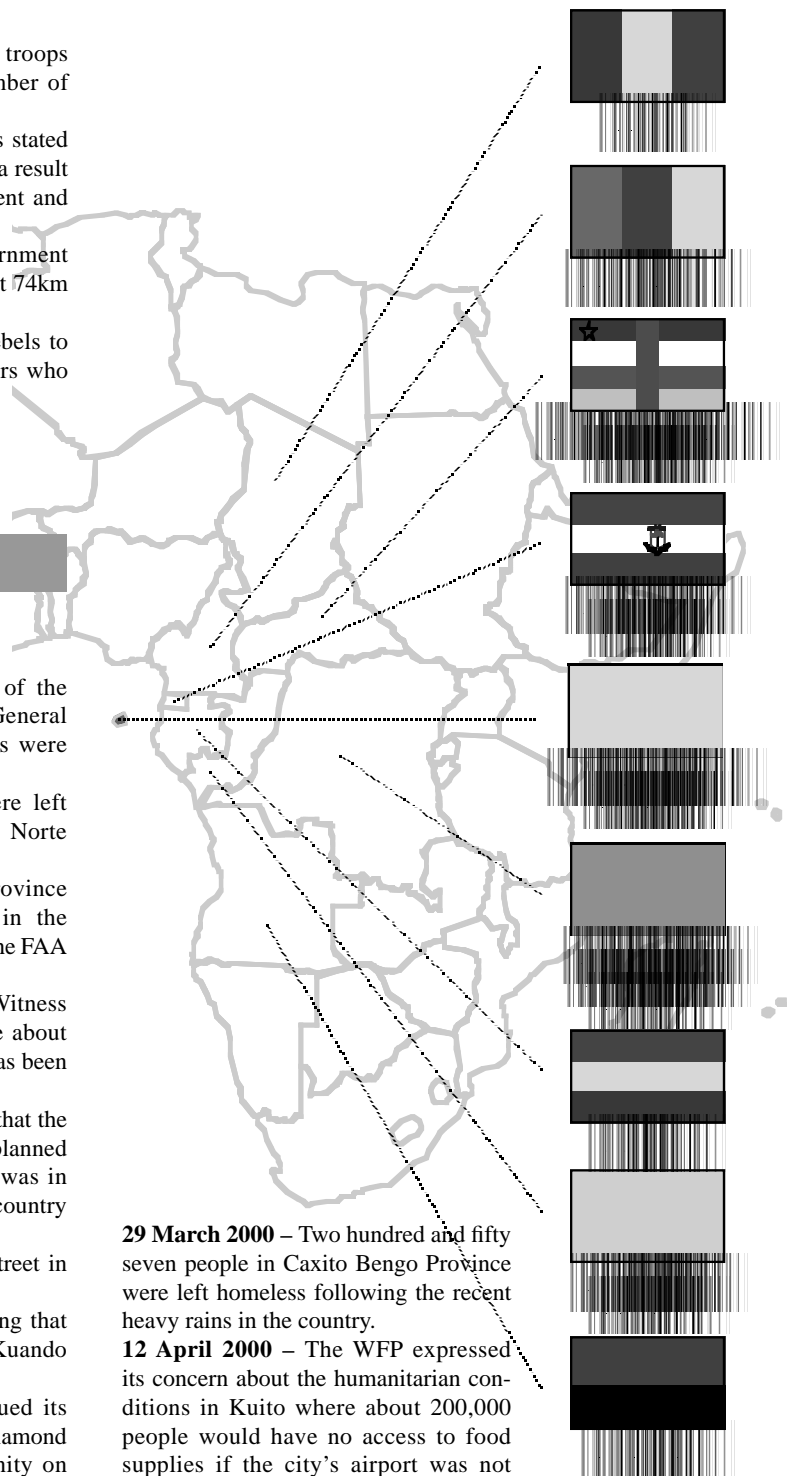 troops
mber of
s stated
a result
ent and
rnment
t 74km
ebels to
rs who
of the
General
s were
ere left
Norte
rovince
in the
he FAA
Witness
e about
as been
that the
planned
was in
country
treet in
ng that
Kuando
ued its
iamond
nity on
29 March 2000 – Two hundred and fifty
seven people in Caxito Bengo Province
were left homeless following the recent
heavy rains in the country.
12 April 2000 – The WFP expressed
its concern about the humanitarian con-
ditions in Kuito where about 200,000
people would have no access to food
supplies if the city's airport was not